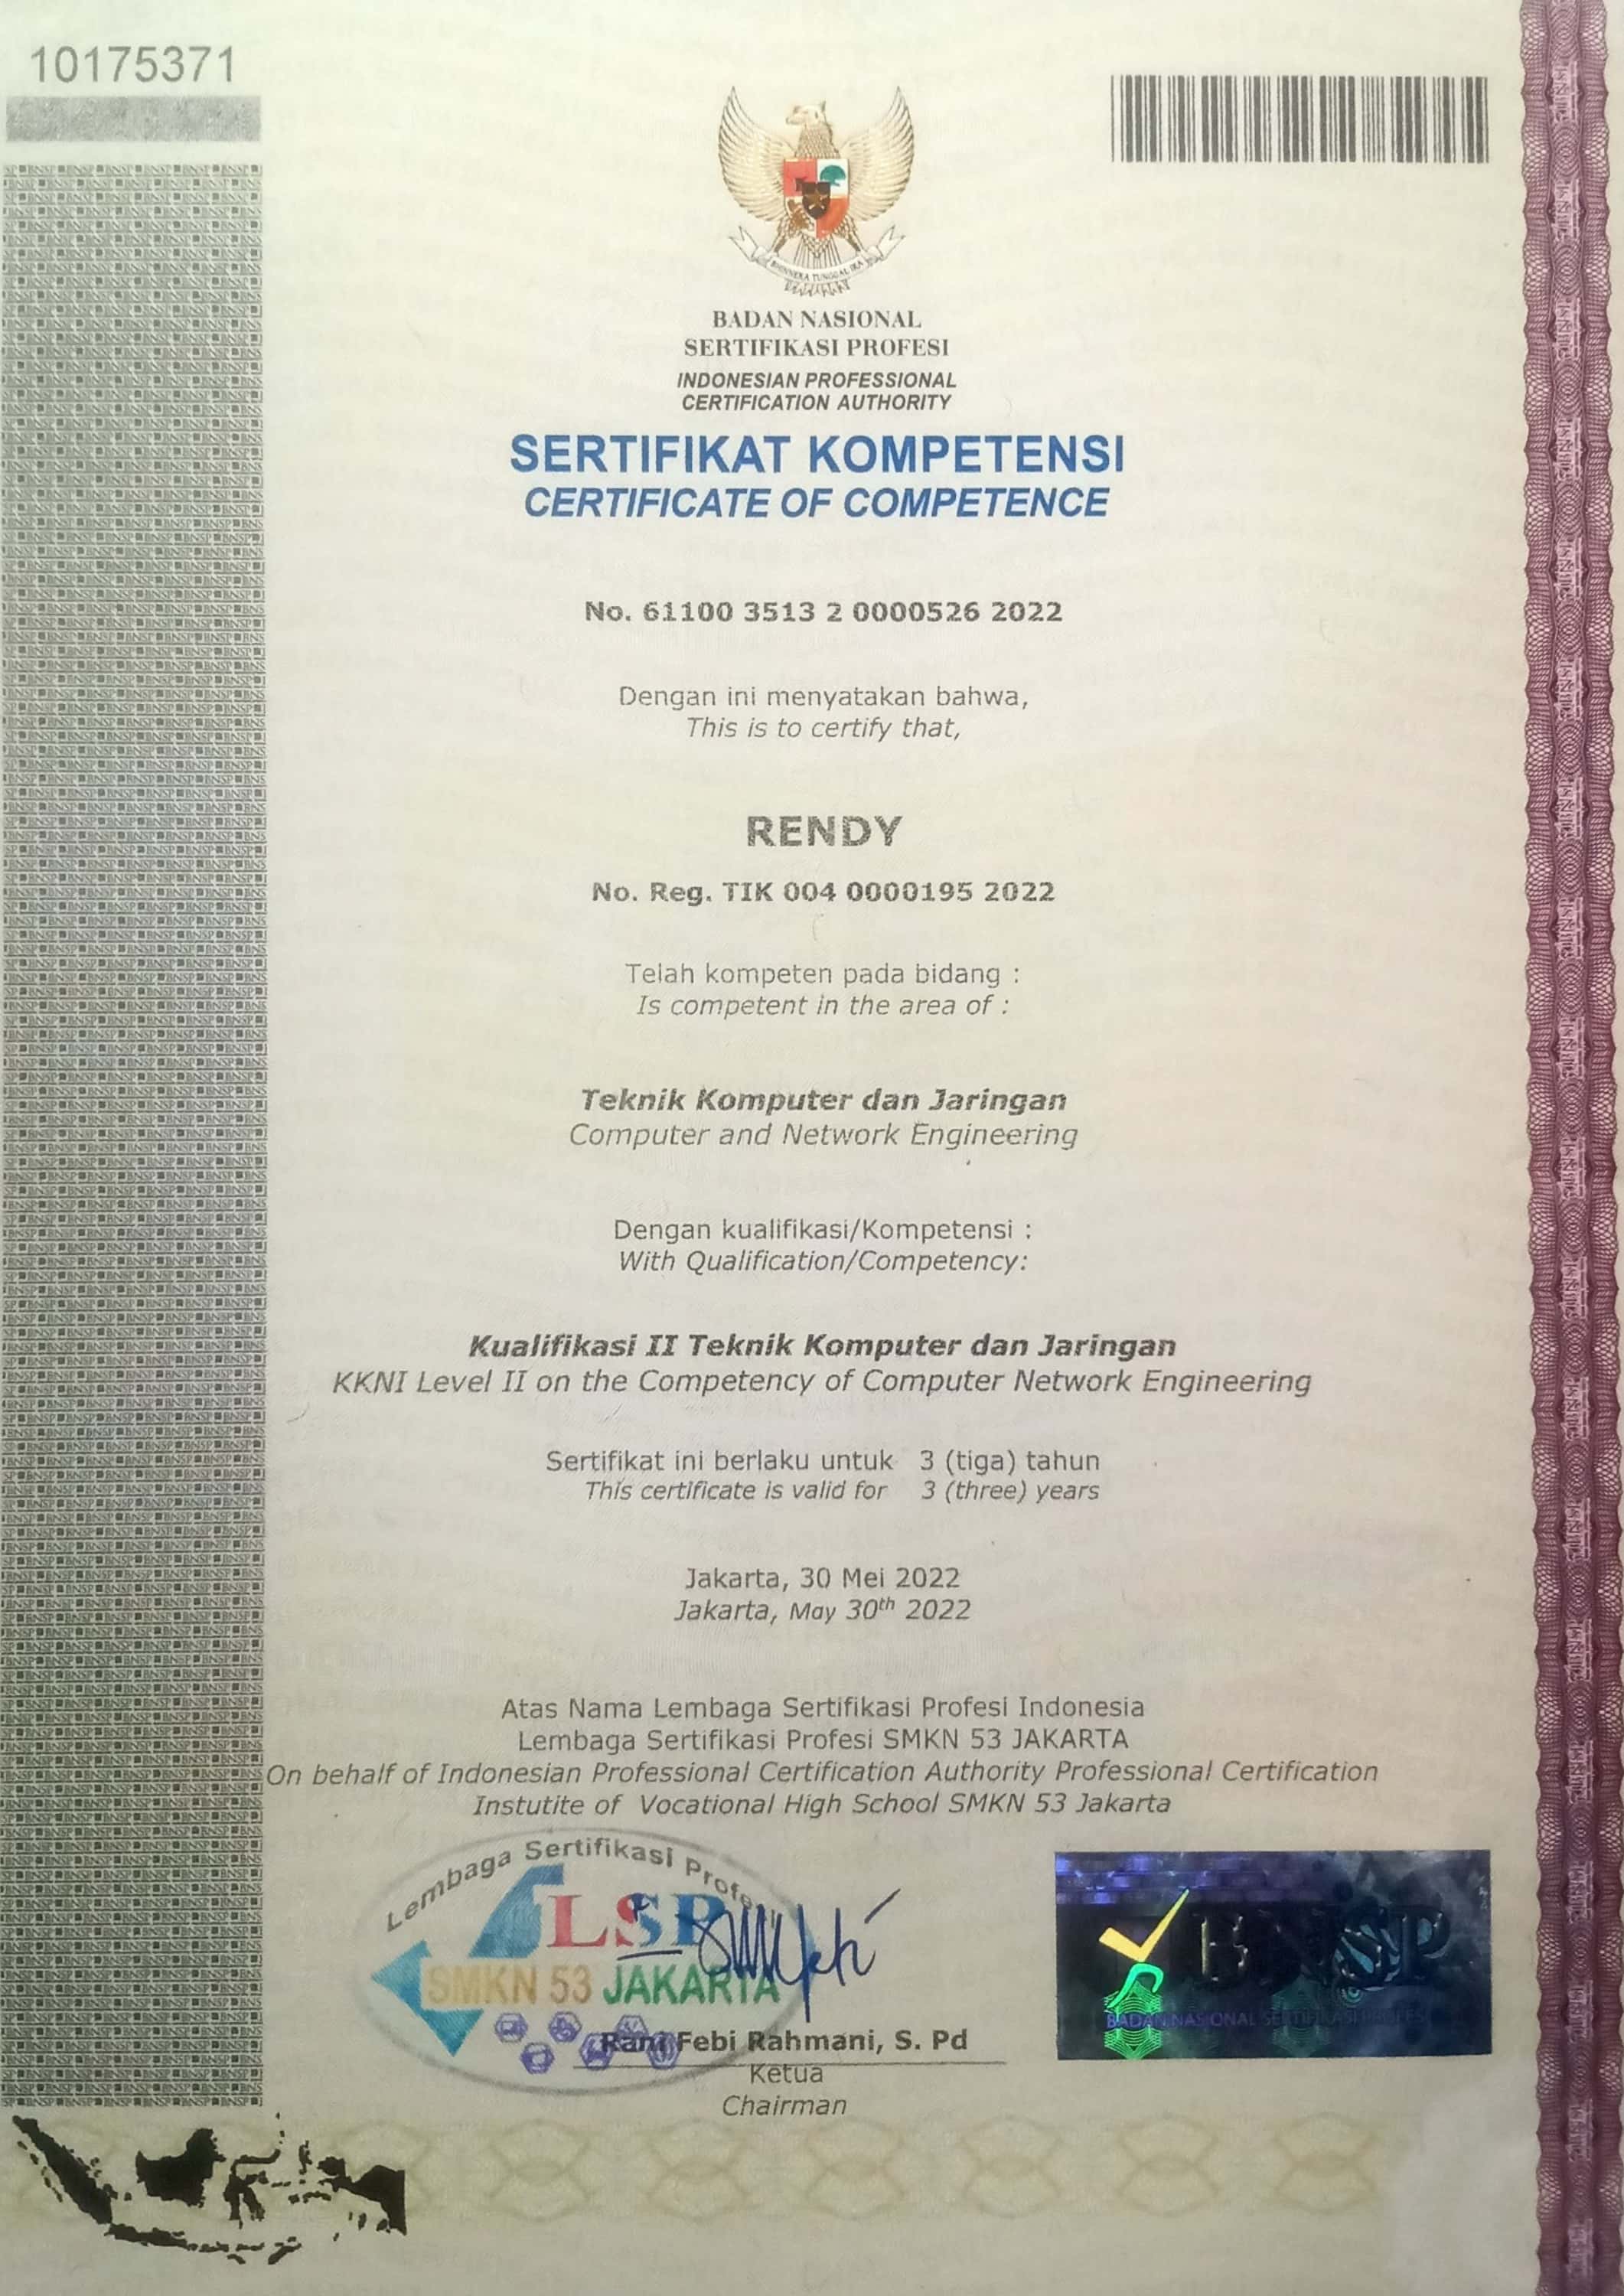 10175371
BHINNEKA TUNGGAL IKA
BADAN NASIONAL
SERTIFIKASI PROFESI
INDONESIAN PROFESSIONAL
CERTIFICATION AUTHORITY
SERTIFIKAT KOMPETENSI
CERTIFICATE OF COMPETENCE
No. 61100 3513 2 0000526 2022
Dengan ini menyatakan bahwa,
This is to certify that,
RENDY
No. Reg. TIK 004 0000195 2022
Telah kompeten pada bidang :
Is competent in the area of :
Teknik Komputer dan Jaringan
Computer and Network Engineering
Dengan kualifikasi/Kompetensi :
With Qualification/Competency:
Kualifikasi II Teknik Komputer dan Jaringan
KKNI Level II on the Competency of Computer Network Engineering
Sertifikat ini berlaku untuk 3 (tiga) tahun
This certificate is valid for 3 (three) years
Jakarta, 30 Mei 2022
Jakarta, May 30th 2022
Atas Nama Lembaga Sertifikasi Profesi Indonesia
Lembaga Sertifikasi Profesi SMKN 53 JAKARTA
On behalf of Indonesian Professional Certification Authority Professional Certification
Instutite of Vocational High School SMKN 53 Jakarta
Lembaga Sertifikasi Profesi
LSP
SMKN 53 JAKARTA
BNSP
BADAN NASIONAL SERTIFIKASI PROFESI
Rani Febi Rahmani, S. Pd
Ketua
Chairman